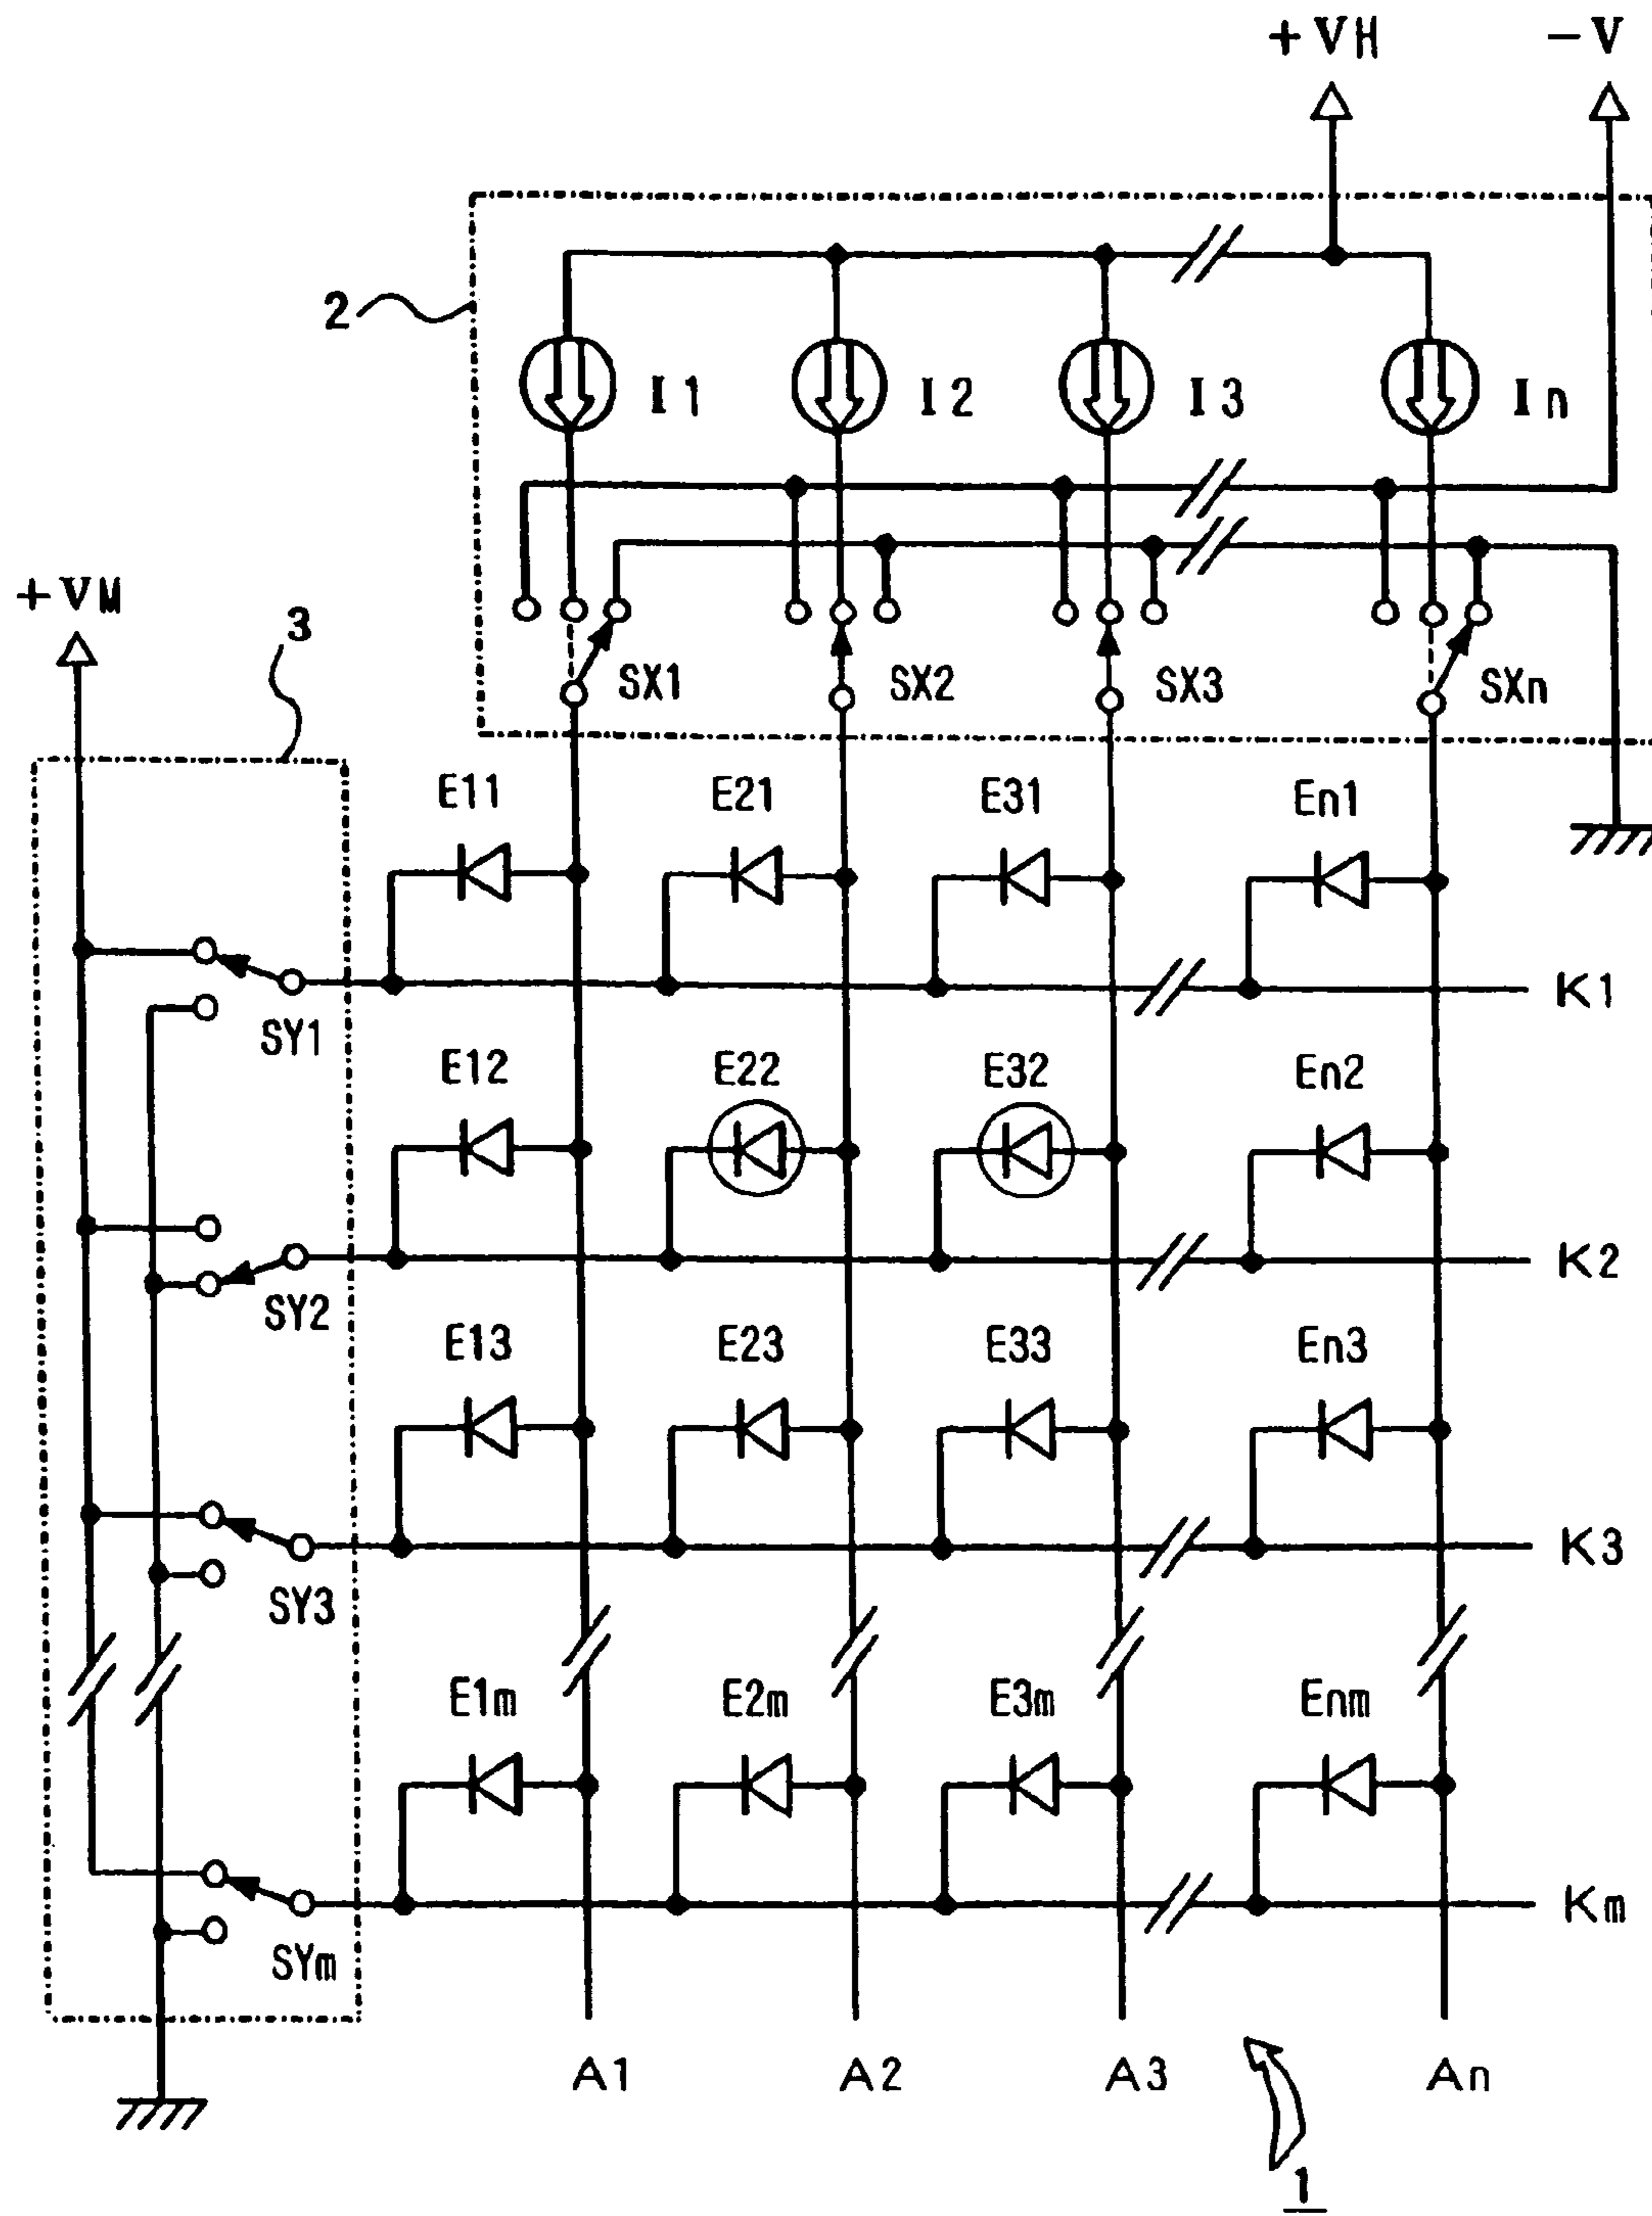 +VH -V
2
I1 I2 I3 In
+VM
3
SX1 SX2 SX3 SXn
E11 E21 E31 En1
K1
SY1
E12 E22 E32 En2
K2
SY2
E13 E23 E33 En3
K3
SY3
E1m E2m E3m Enm
Km
SYm
A1 A2 A3 An
1